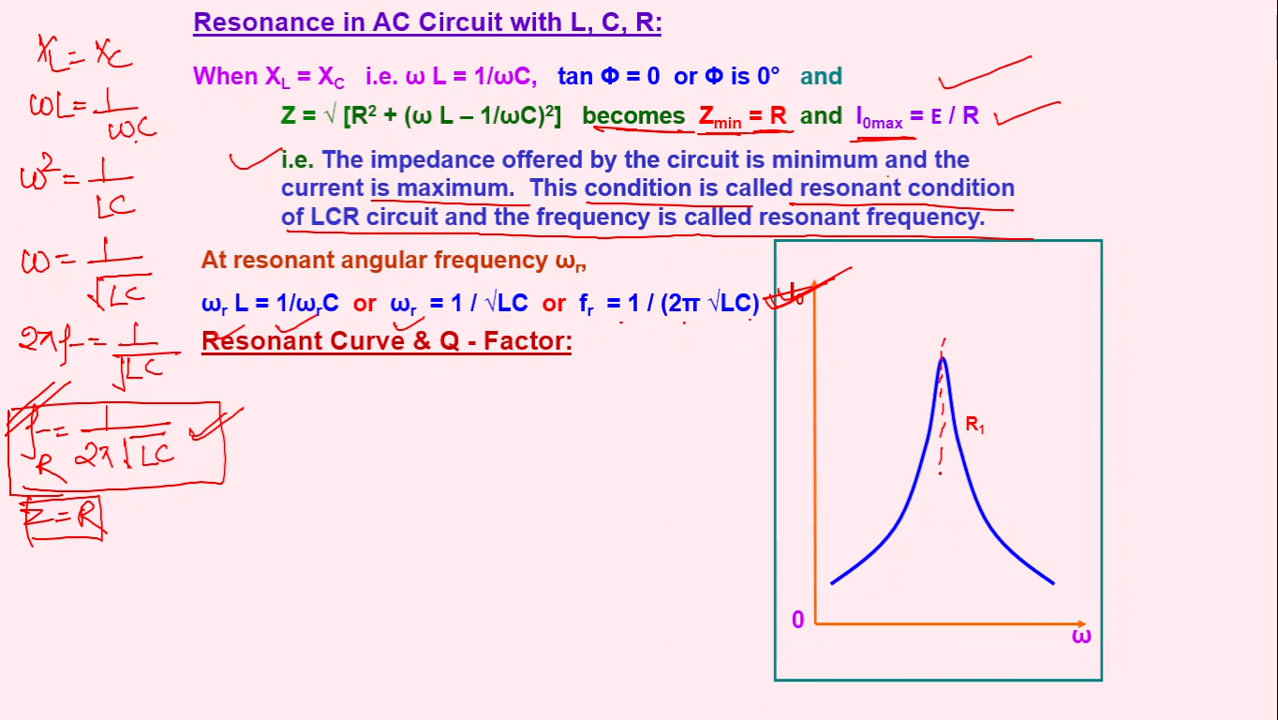 Resonance in AC Circuit with L, C, R:
When XL = XC i.e. ω L = 1/ωC, tan Φ = 0 or Φ is 0° and
Z = √ [R² + (ω L – 1/ωC)²] becomes Zmin = R and I0max = E / R
i.e. The impedance offered by the circuit is minimum and the
current is maximum. This condition is called resonant condition
of LCR circuit and the frequency is called resonant frequency.
At resonant angular frequency ωr,
ωr L = 1/ωrC or ωr = 1 / √LC or fr = 1 / (2π √LC)
Resonant Curve & Q - Factor:
XL = XC
ωL = 1/ωC
ω² = 1/LC
ω = 1/√LC
2πf = 1/√LC
fR = 1/2π√LC
Z = R
I0
R1
0
ω